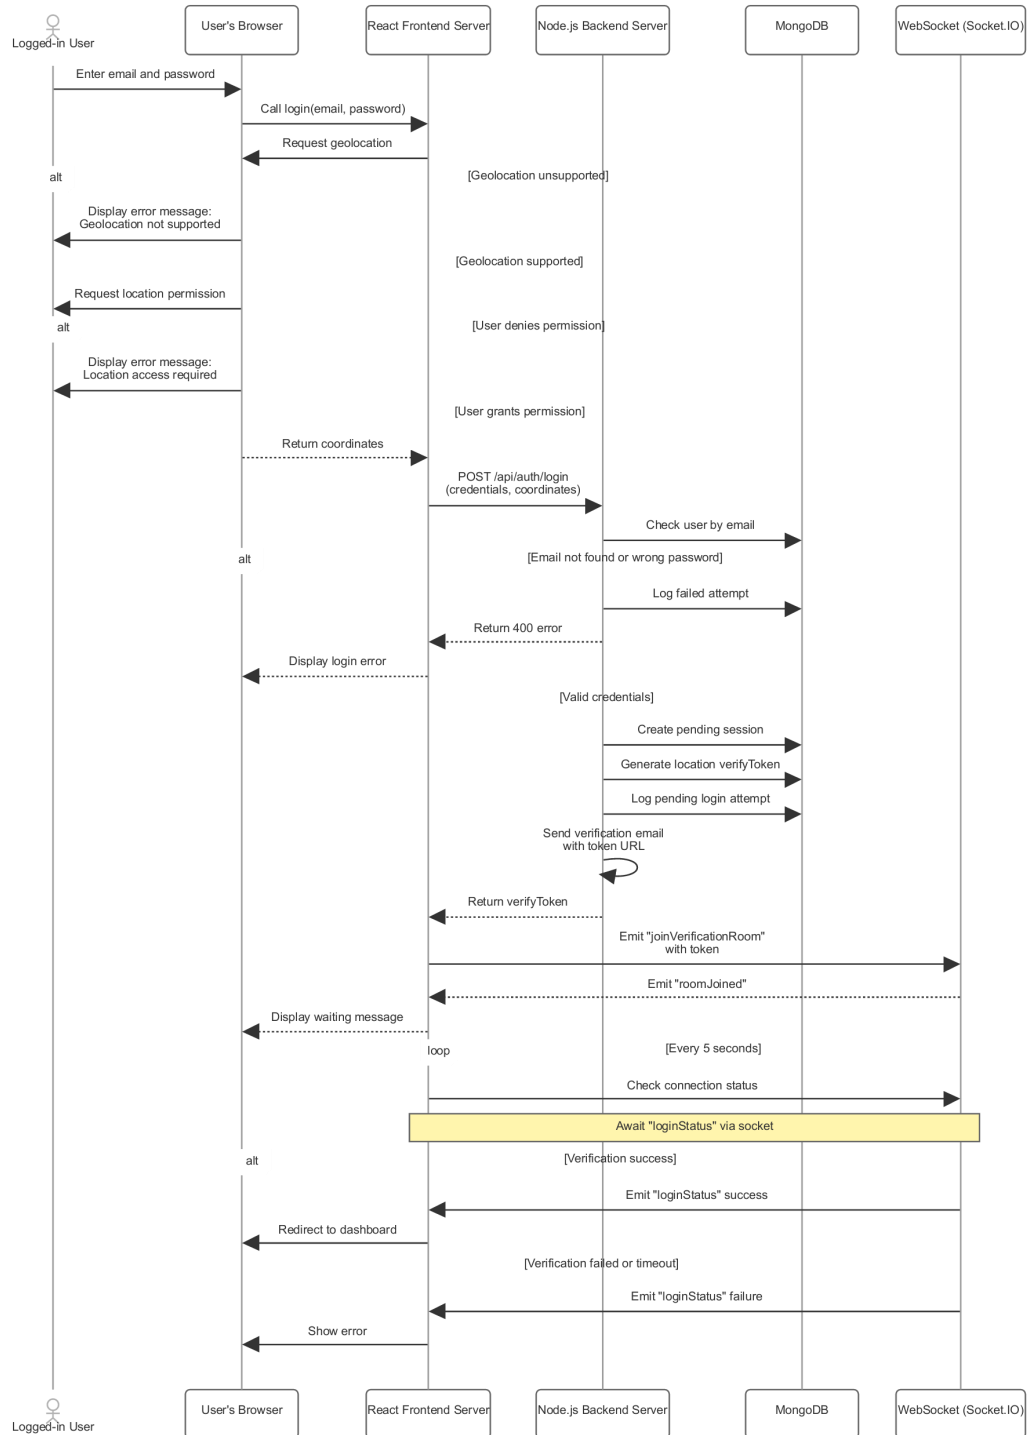 Logged-in User
User's Browser
React Frontend Server
Node.js Backend Server
MongoDB
WebSocket (Socket.IO)
Enter email and password
Call login(email, password)
Request geolocation
alt
[Geolocation unsupported]
Display error message:
Geolocation not supported
[Geolocation supported]
Request location permission
alt
[User denies permission]
Display error message:
Location access required
[User grants permission]
Return coordinates
POST /api/auth/login
(credentials, coordinates)
Check user by email
alt
[Email not found or wrong password]
Log failed attempt
Return 400 error
Display login error
[Valid credentials]
Create pending session
Generate location verifyToken
Log pending login attempt
Send verification email
with token URL
Return verifyToken
Emit "joinVerificationRoom"
with token
Emit "roomJoined"
Display waiting message
loop
[Every 5 seconds]
Check connection status
Await "loginStatus" via socket
alt
[Verification success]
Emit "loginStatus" success
Redirect to dashboard
[Verification failed or timeout]
Emit "loginStatus" failure
Show error
Logged-in User
User's Browser
React Frontend Server
Node.js Backend Server
MongoDB
WebSocket (Socket.IO)